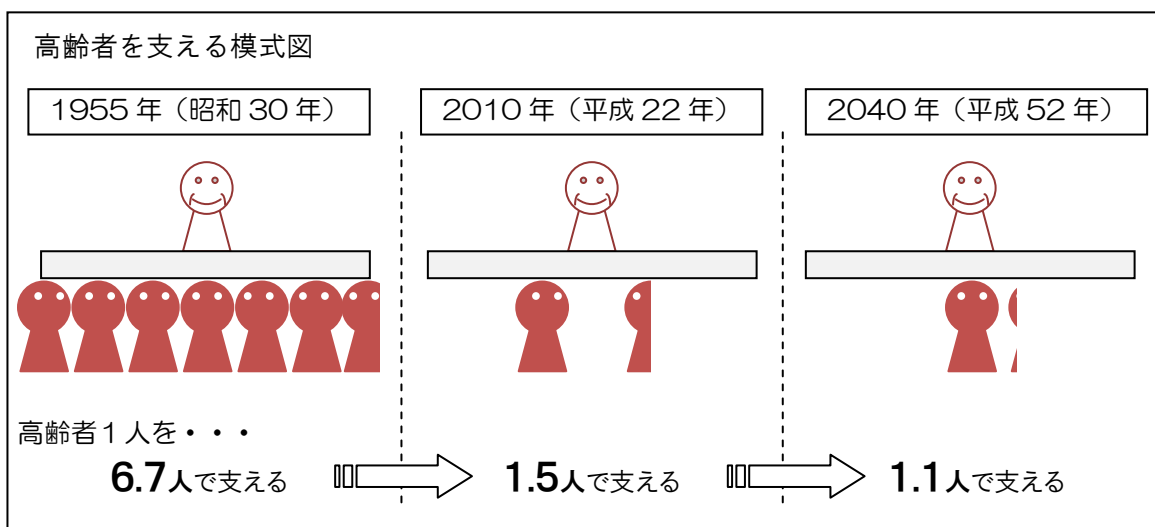 高齢者を支える模式図
1955年（昭和30年）
2010年（平成22年）
2040年（平成52年）
高齢者１人を・・・
6.7人で支える
1.5人で支える
1.1人で支える